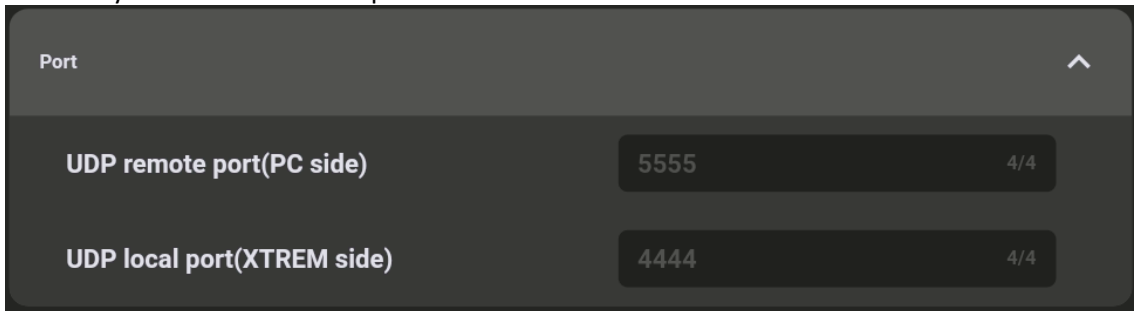 Port
UDP remote port(PC side) 5555 4/4
UDP local port(XTREM side) 4444 4/4